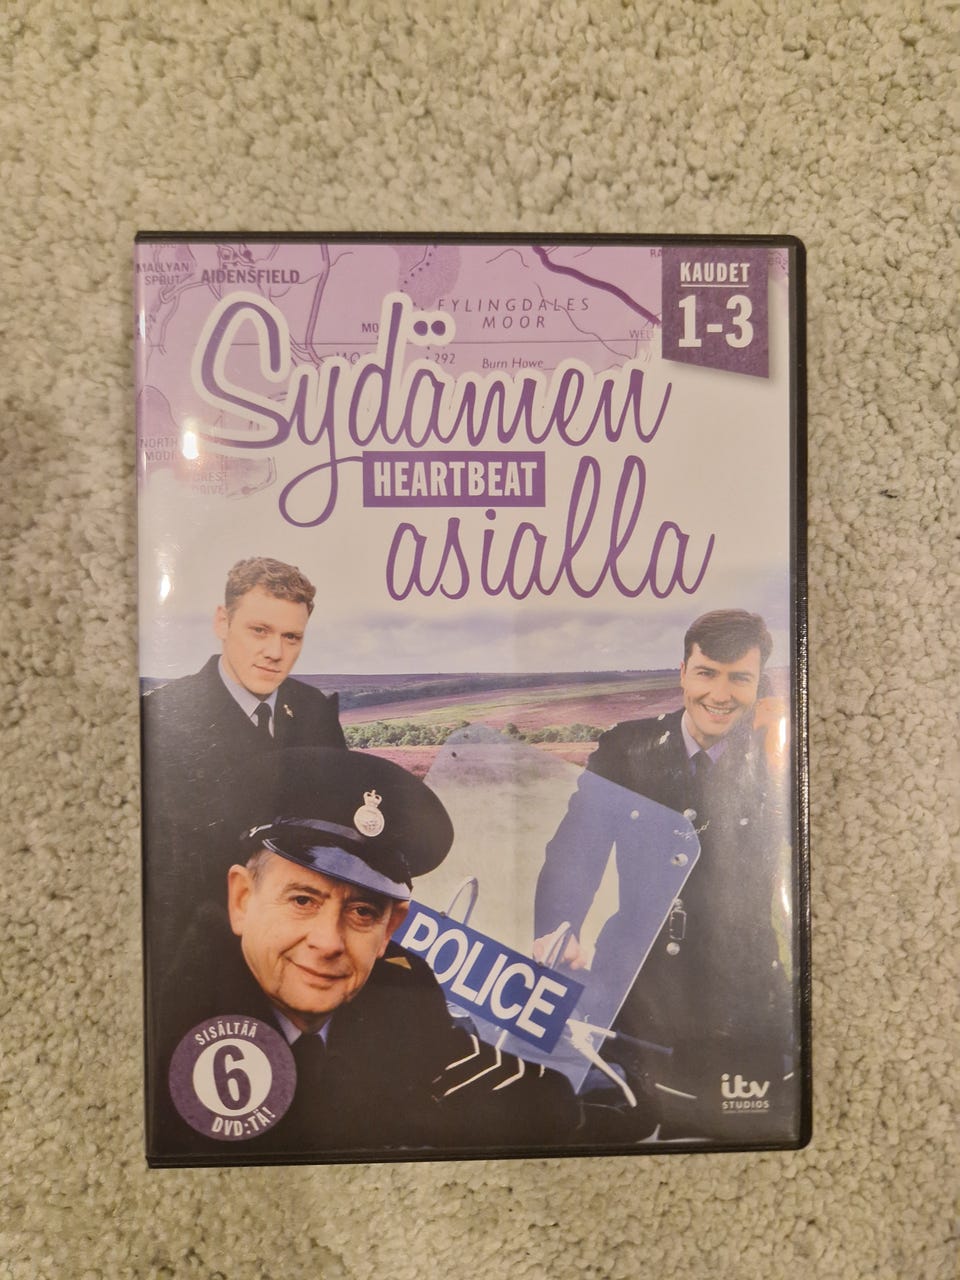 MALLYAN
SPOUT
AIDENSFIELD
FYLINGDALES
MOOR
292
Burn Howe
KAUDET
1-3
Sydämen
HEARTBEAT
asialla
NORTH
POLICE
SISÄLTÄÄ
6
DVD:TÄ!
itv
STUDIOS